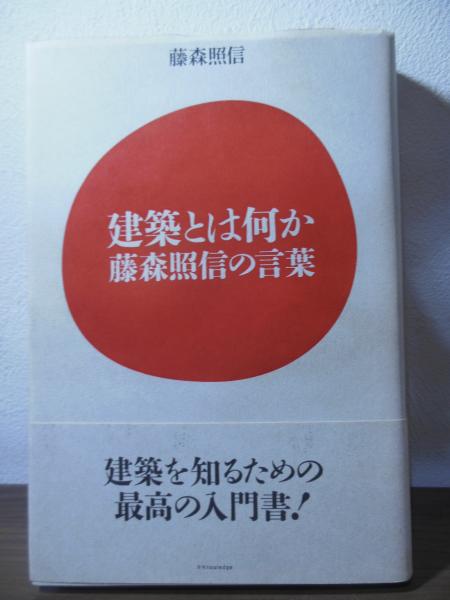 藤森照信
建築とは何か
藤森照信の言葉
建築を知るための
最高の入門書!
X-Knowledge